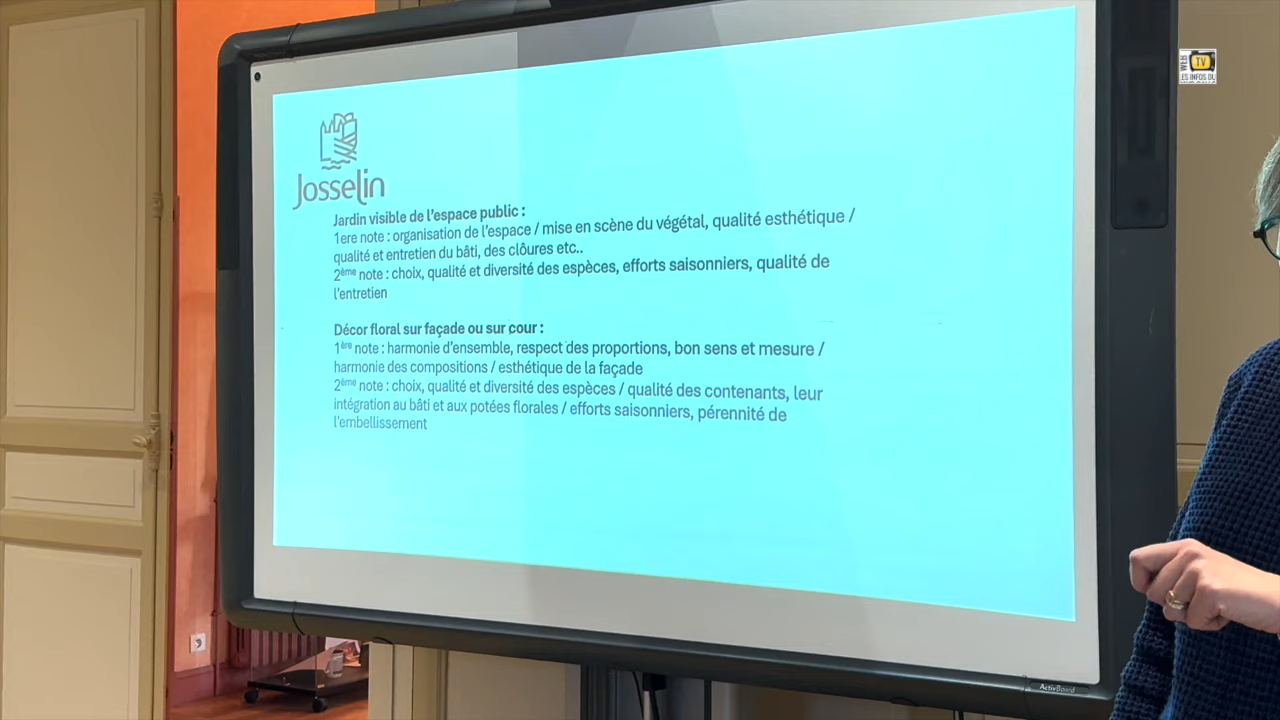 WEB
TV
LES INFOS DU
Josselin
Jardin visible de l'espace public :
1ere note : organisation de l'espace / mise en scène du végétal, qualité esthétique /
qualité et entretien du bâti, des clôures etc..
2ème note : choix, qualité et diversité des espèces, efforts saisonniers, qualité de
l'entretien
Décor floral sur façade ou sur cour :
1ère note : harmonie d'ensemble, respect des proportions, bon sens et mesure /
harmonie des compositions / esthétique de la façade
2ème note : choix, qualité et diversité des espèces / qualité des contenants, leur
intégration au bâti et aux potées florales / efforts saisonniers, pérennité de
l'embellissement
ActivBoard